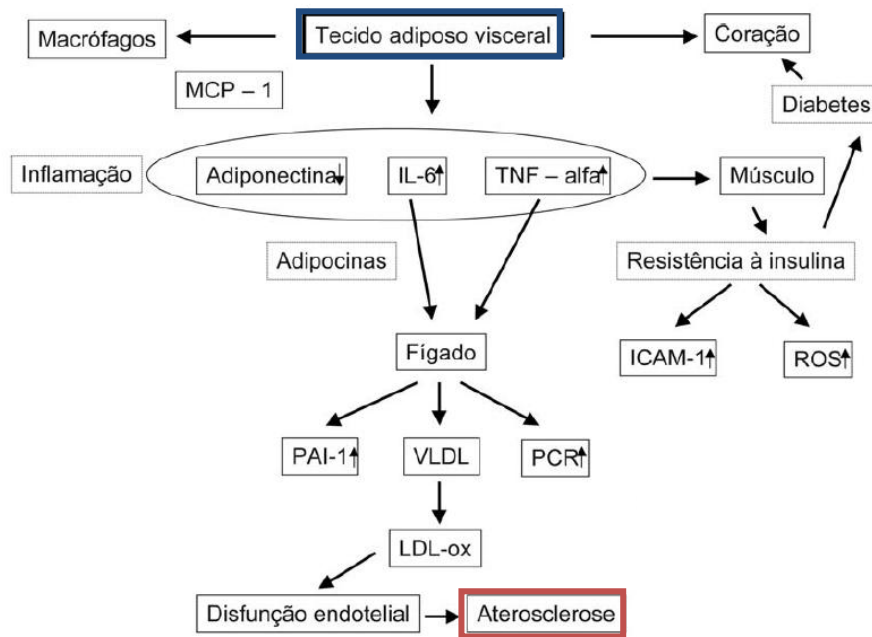 Macrófagos
Tecido adiposo visceral
Coração
MCP – 1
Diabetes
Inflamação
Adiponectina
IL-6
TNF – alfa
Músculo
Adipocinas
Resistência à insulina
Fígado
ICAM-1
ROS
PAI-1
VLDL
PCR
LDL-ox
Disfunção endotelial
Aterosclerose